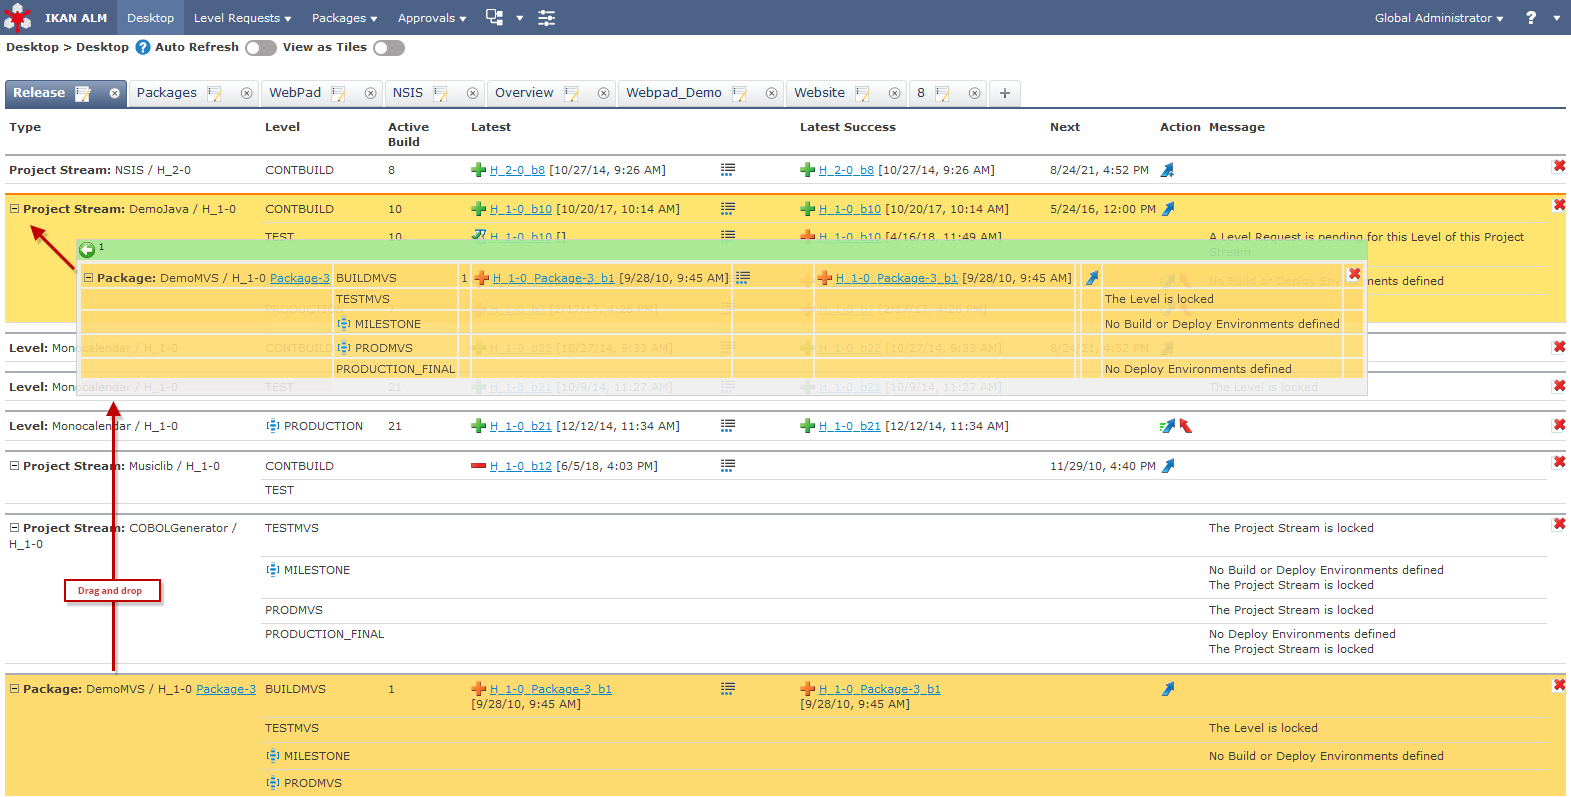 IKAN ALM Desktop Level Requests Packages Approvals Global Administrator ?
Desktop > Desktop ? Auto Refresh View as Tiles
Release Packages WebPad NSIS Overview Webpad_Demo Website 8 +
Type Level Active Build Latest Latest Success Next Action Message
Project Stream: NSIS / H_2-0 CONTBUILD 8 H_2-0_b8 [10/27/14, 9:26 AM] H_2-0_b8 [10/27/14, 9:26 AM] 8/24/21, 4:52 PM
Project Stream: DemoJava / H_1-0 CONTBUILD 10 H_1-0_b10 [10/20/17, 10:14 AM] H_1-0_b10 [10/20/17, 10:14 AM] 5/24/16, 12:00 PM
TEST 10 H_1-0_b10 [] H_1-0_b10 [4/16/18, 11:49 AM] A Level Request is pending for this Level of this Project
Stream
1
Package: DemoMVS / H_1-0 Package-3 BUILDMVS 1 H_1-0_Package-3_b1 [9/28/10, 9:45 AM] H_1-0_Package-3_b1 [9/28/10, 9:45 AM] No Build or Deploy Environments defined
TESTMVS The Level is locked
PRODUCTION H_1-0_b7 [2/17/17, 4:26 PM] H_1-0_b7 [2/17/17, 4:26 PM]
MILESTONE No Build or Deploy Environments defined
Level: Monocalendar / H_1-0 CONTBUILD H_1-0_b22 [10/27/14, 9:33 AM] H_1-0_b22 [10/27/14, 9:33 AM] 8/24/21, 4:52 PM
PRODMVS
PRODUCTION_FINAL No Deploy Environments defined
Level: Monocalendar / H_1-0 TEST 21 H_1-0_b21 [10/9/14, 11:27 AM] H_1-0_b21 [10/9/14, 11:27 AM] The Level is locked
Level: Monocalendar / H_1-0 PRODUCTION 21 H_1-0_b21 [12/12/14, 11:34 AM] H_1-0_b21 [12/12/14, 11:34 AM]
Project Stream: Musiclib / H_1-0 CONTBUILD H_1-0_b12 [6/5/18, 4:03 PM] 11/29/10, 4:40 PM
TEST
Project Stream: COBOLGenerator / TESTMVS The Project Stream is locked
H_1-0
MILESTONE No Build or Deploy Environments defined
The Project Stream is locked
Drag and drop
PRODMVS The Project Stream is locked
PRODUCTION_FINAL No Deploy Environments defined
The Project Stream is locked
Package: DemoMVS / H_1-0 Package-3 BUILDMVS 1 H_1-0_Package-3_b1 H_1-0_Package-3_b1
[9/28/10, 9:45 AM] [9/28/10, 9:45 AM]
TESTMVS The Level is locked
MILESTONE No Build or Deploy Environments defined
PRODMVS